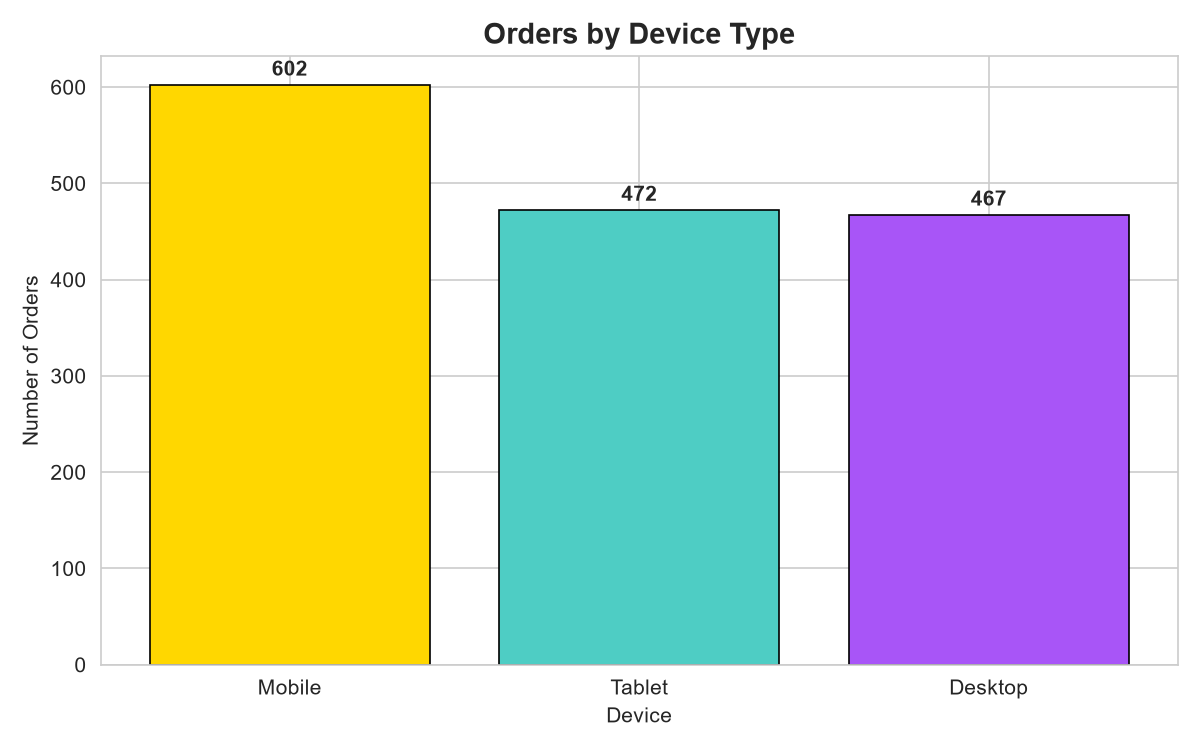 Orders by Device Type
602
472
467
600
500
400
300
200
100
0
Number of Orders
Mobile
Tablet
Desktop
Device